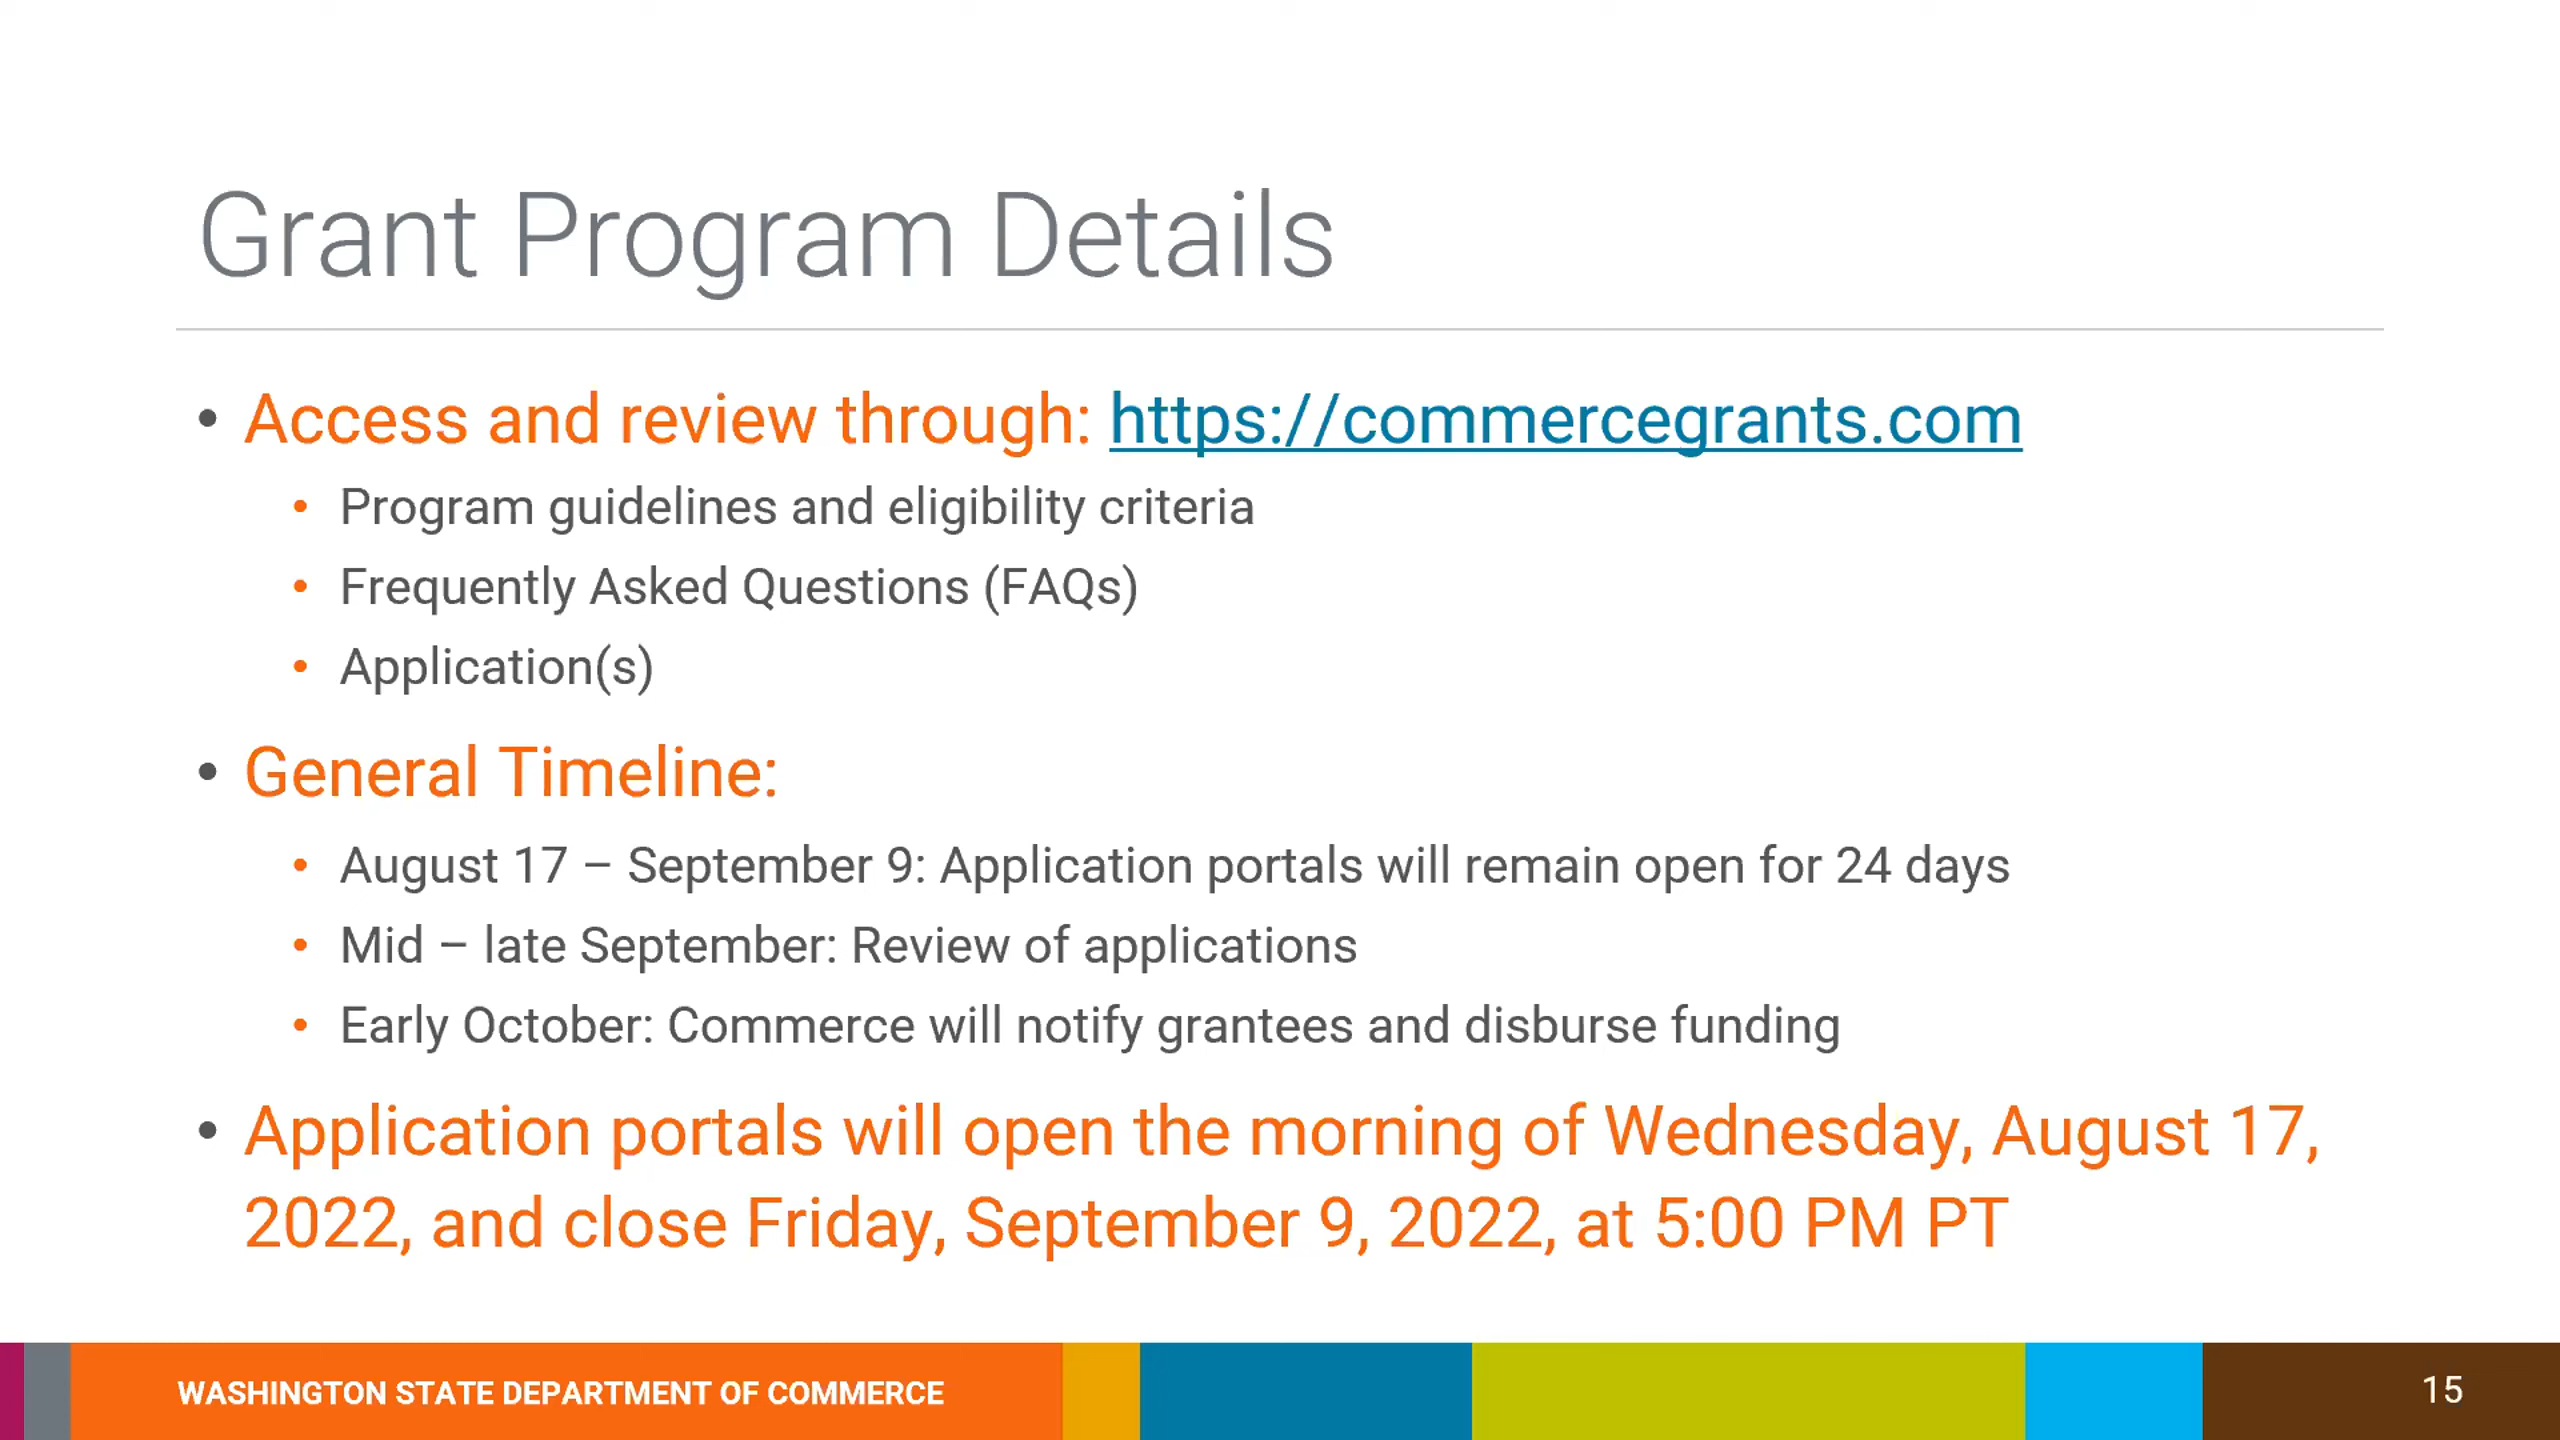 Grant Program Details
• Access and review through: https://commercegrants.com
• Program guidelines and eligibility criteria
• Frequently Asked Questions (FAQs)
• Application(s)
• General Timeline:
• August 17 – September 9: Application portals will remain open for 24 days
• Mid – late September: Review of applications
• Early October: Commerce will notify grantees and disburse funding
• Application portals will open the morning of Wednesday, August 17,
2022, and close Friday, September 9, 2022, at 5:00 PM PT
WASHINGTON STATE DEPARTMENT OF COMMERCE
15